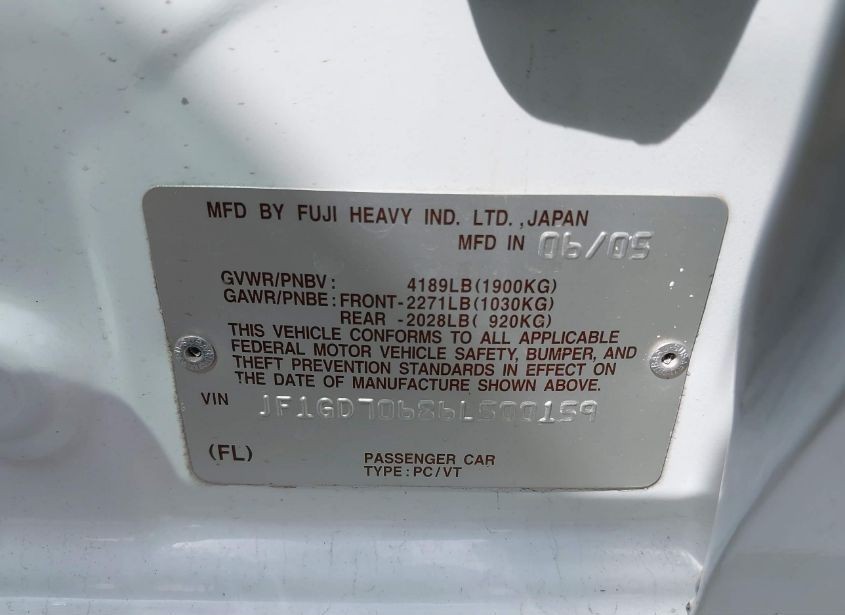 MFD BY FUJI HEAVY IND. LTD.,JAPAN
MFD IN 06/05
GVWR/PNBV: 4189LB(1900KG)
GAWR/PNBE: FRONT-2271LB(1030KG)
REAR -2028LB( 920KG)
THIS VEHICLE CONFORMS TO ALL APPLICABLE
FEDERAL MOTOR VEHICLE SAFETY, BUMPER, AND
THEFT PREVENTION STANDARDS IN EFFECT ON
THE DATE OF MANUFACTURE SHOWN ABOVE.
VIN JF1GD70686L500159
(FL) PASSENGER CAR
TYPE:PC/VT